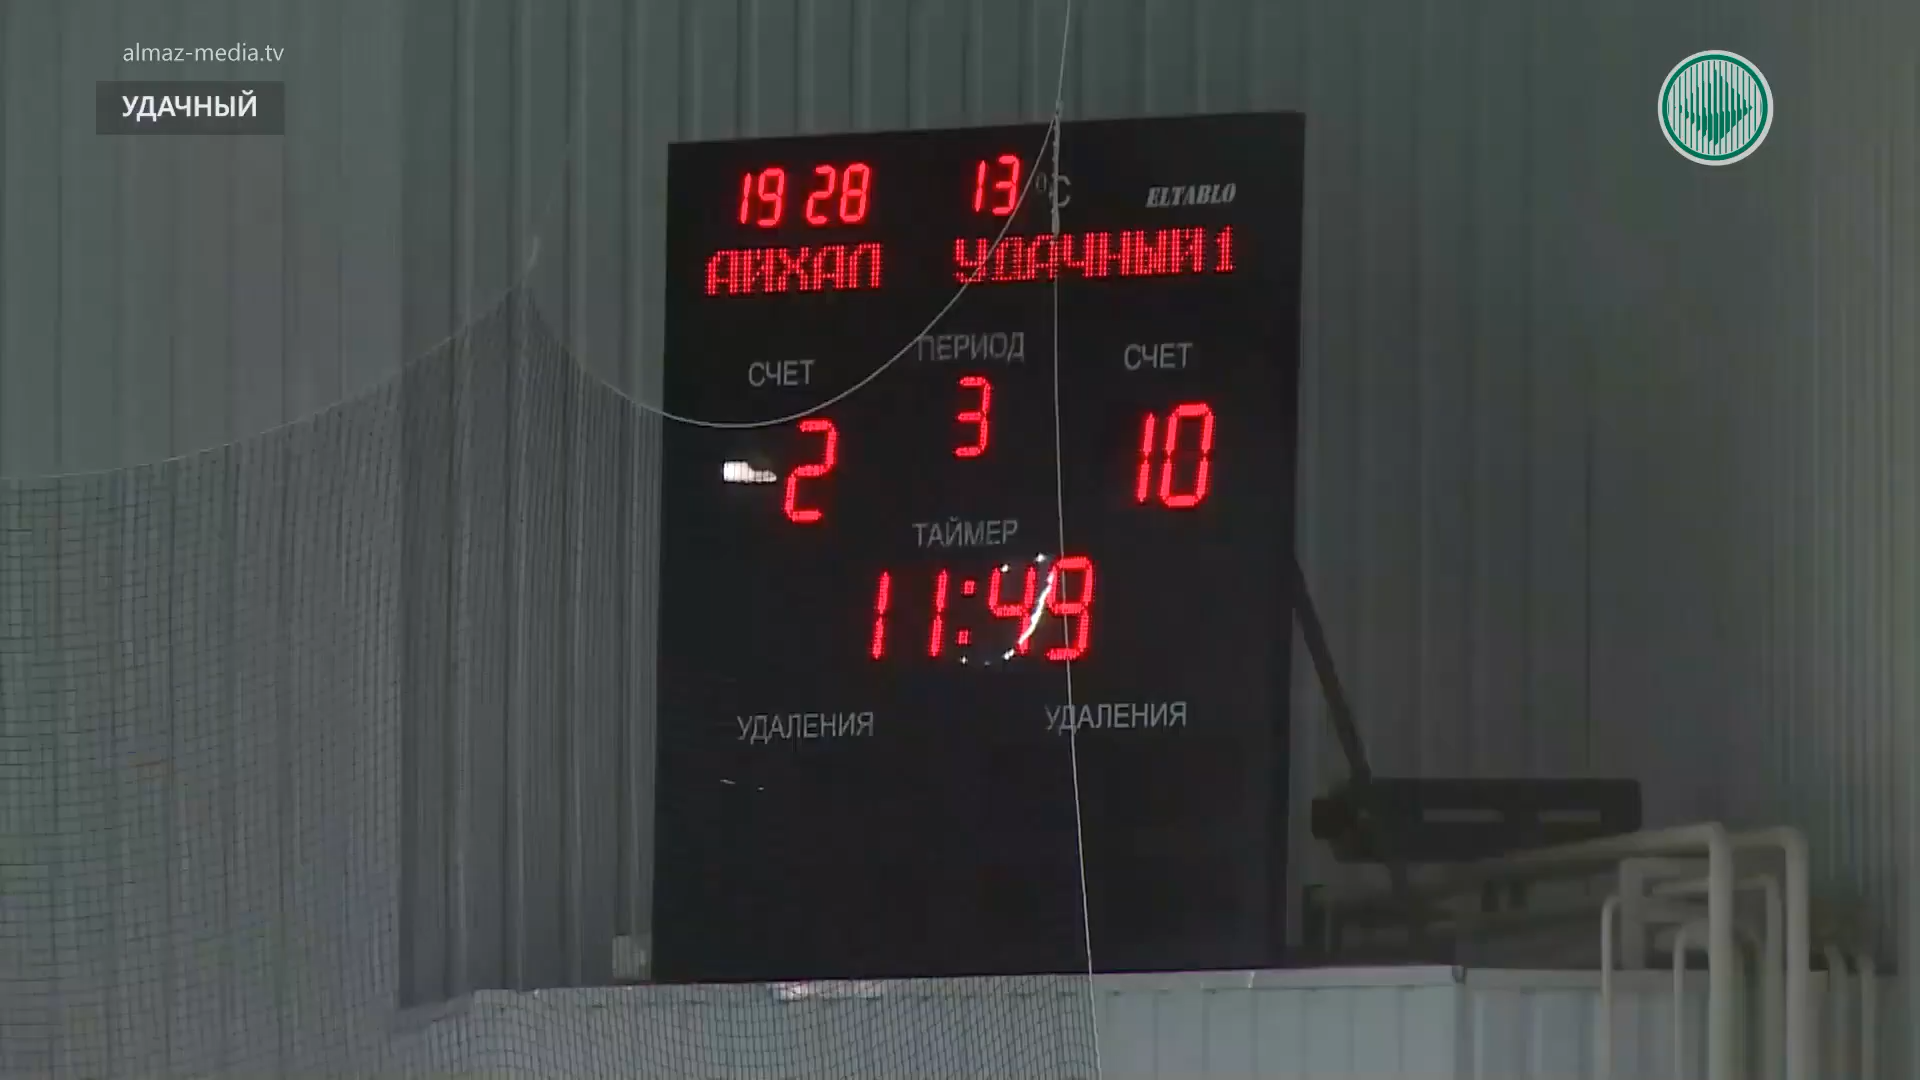 almaz-media.tv
УДАЧНЫЙ
19 28 13 °C ELTABLO
АЙХАЛ УДАЧНЫЙ 1
СЧЕТ ПЕРИОД СЧЕТ
2 3 10
ТАЙМЕР
11:49
УДАЛЕНИЯ УДАЛЕНИЯ